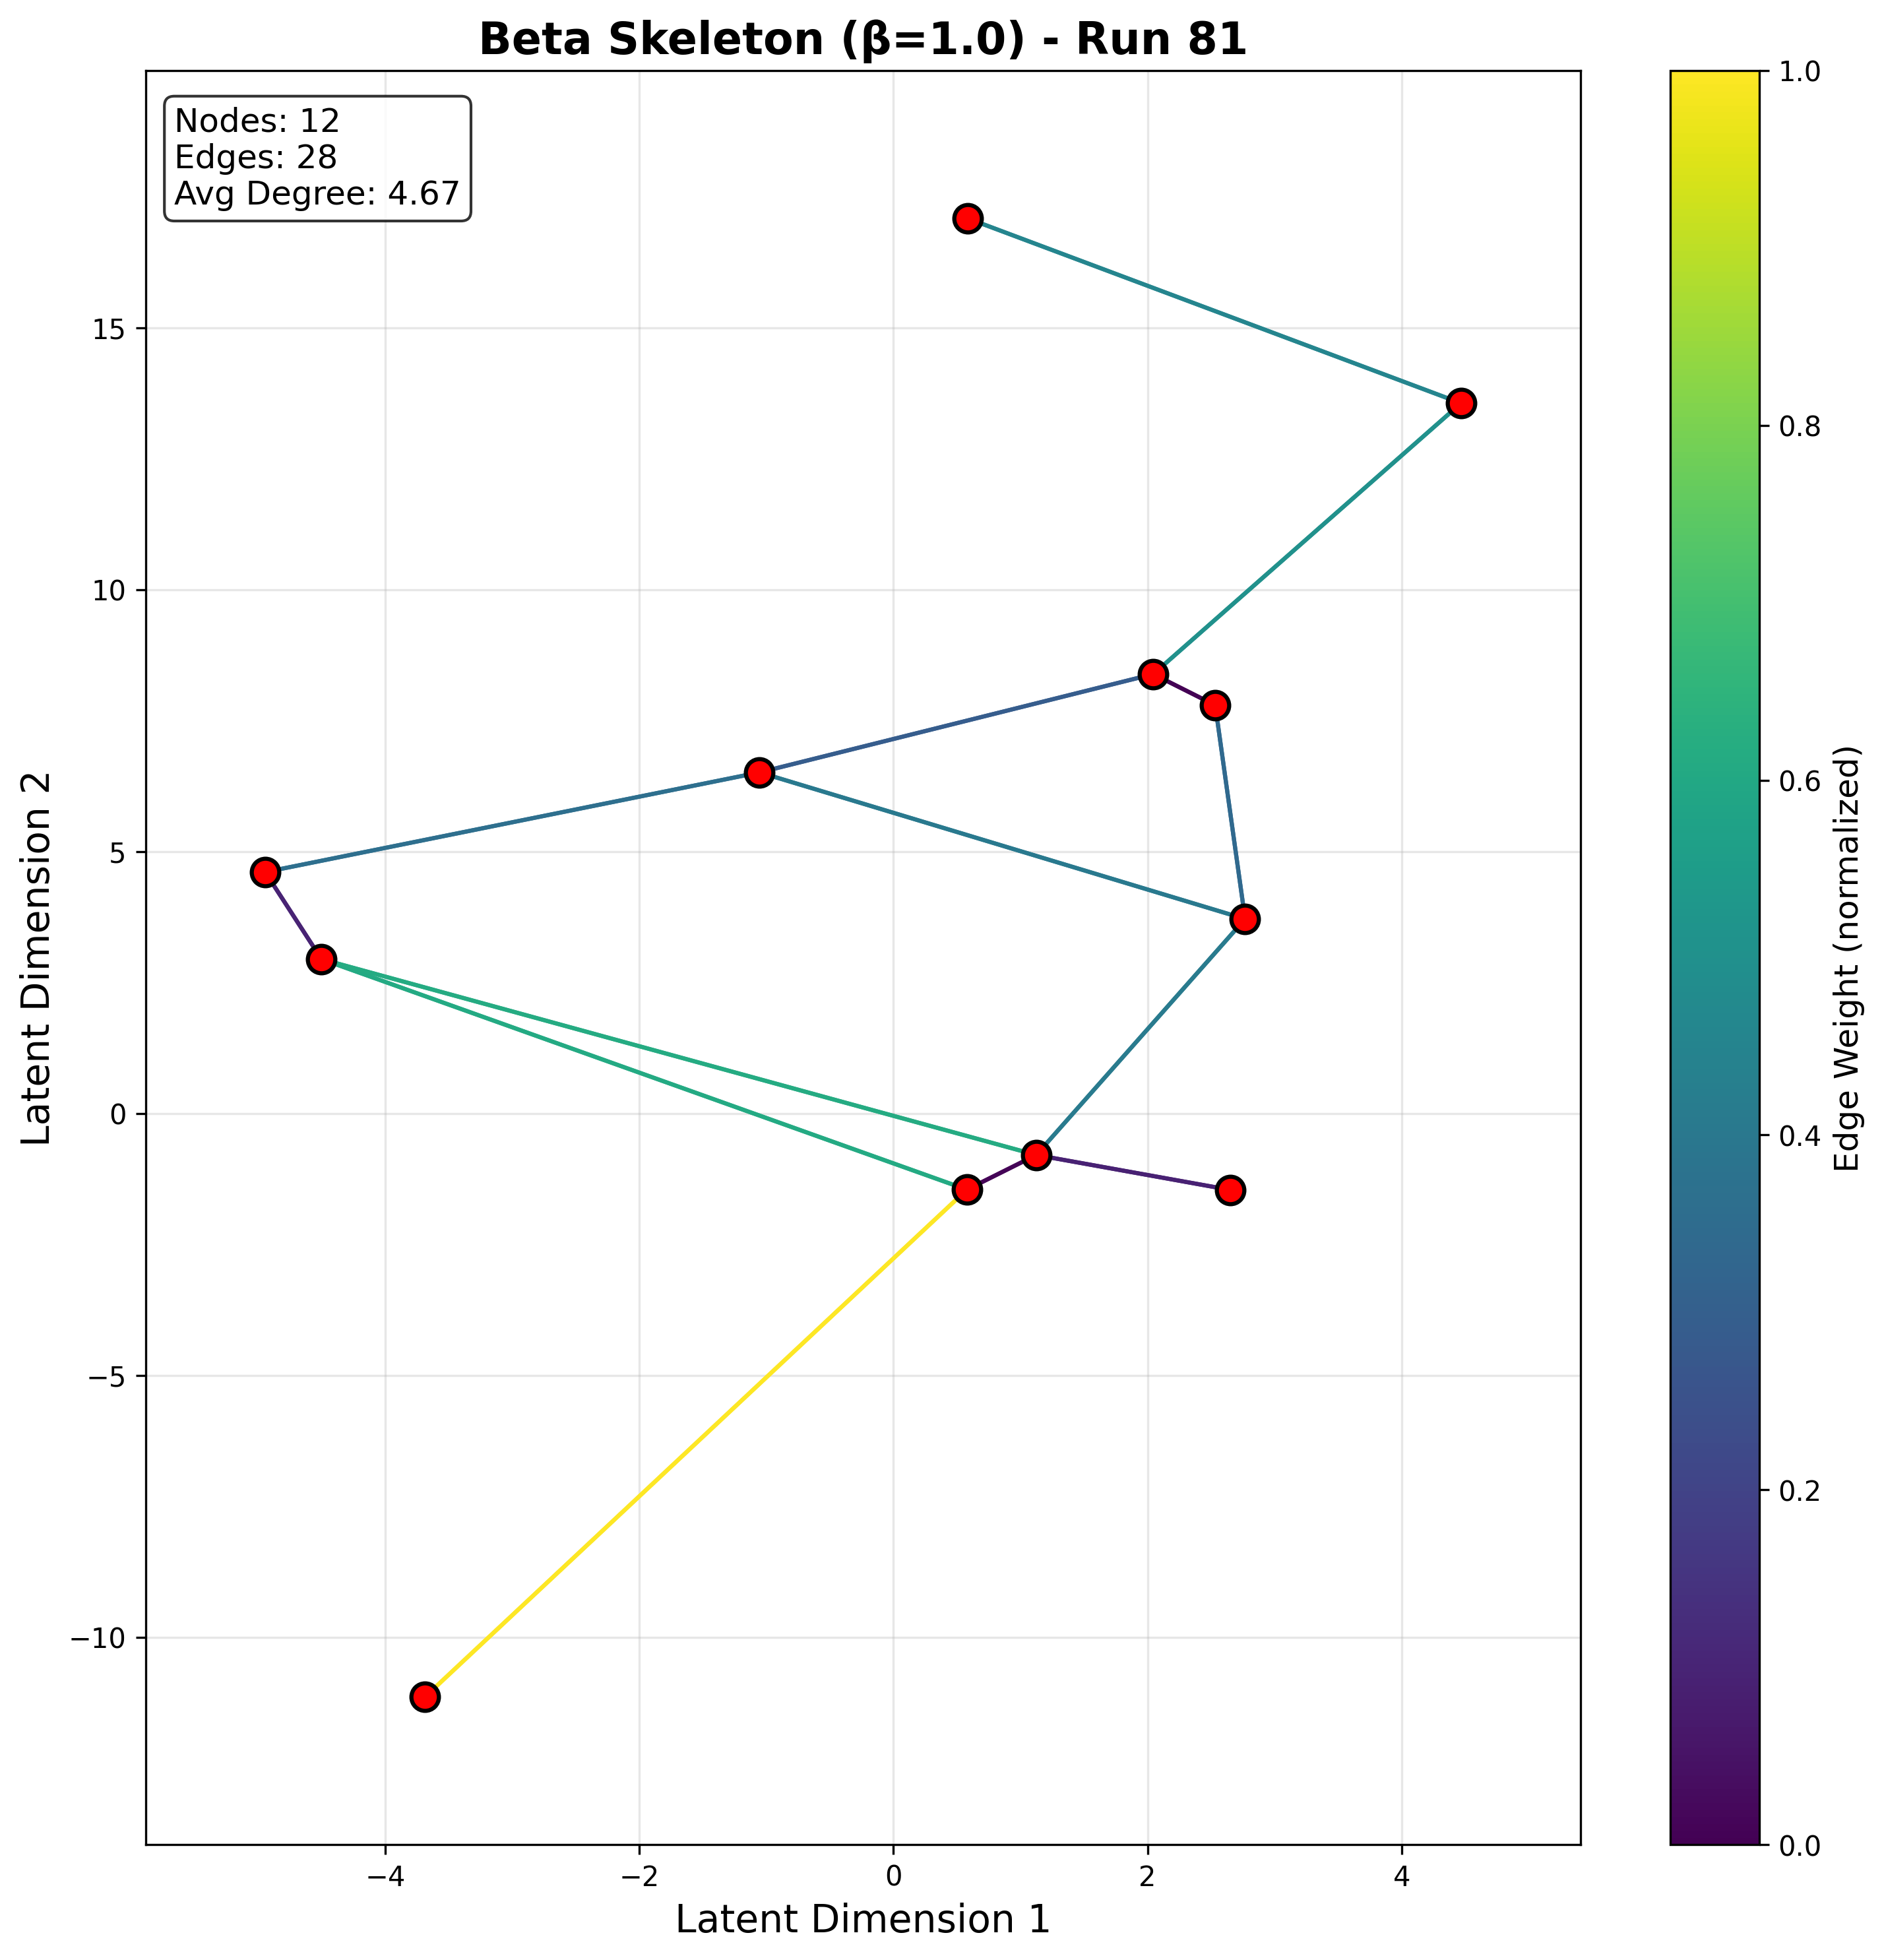 Beta Skeleton (β=1.0) - Run 81
Nodes: 12
Edges: 28
Avg Degree: 4.67
15
10
5
0
−5
−10
Latent Dimension 2
−4
−2
0
2
4
Latent Dimension 1
1.0
0.8
0.6
0.4
0.2
0.0
Edge Weight (normalized)